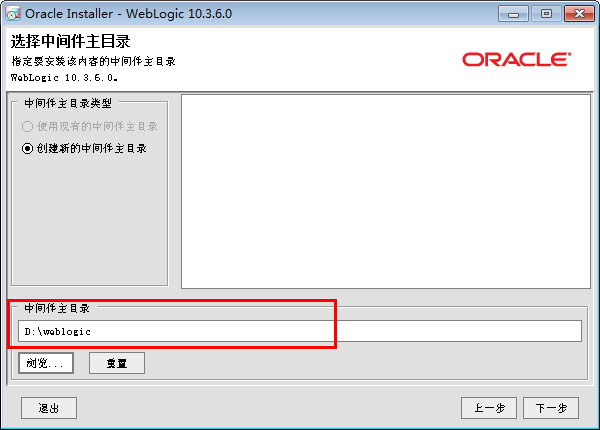 Oracle Installer - WebLogic 10.3.6.0
选择中间件主目录
指定要安装该内容的中间件主目录
WebLogic 10.3.6.0。
ORACLE
中间件主目录类型
使用现有的中间件主目录
创建新的中间件主目录
中间件主目录
D:\weblogic
浏览... 重置
退出 上一步 下一步